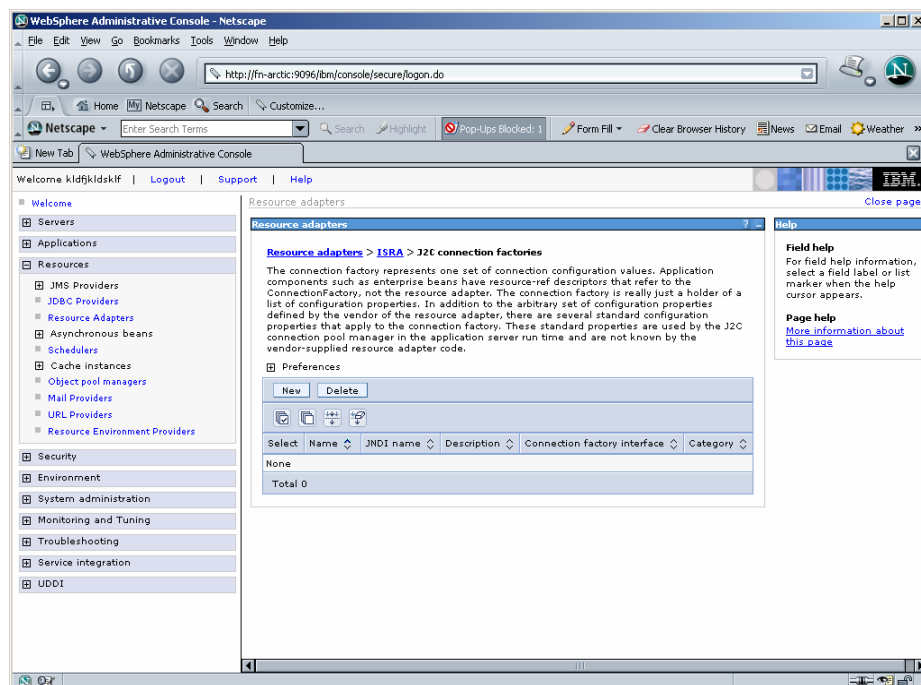 WebSphere Administrative Console - Netscape
File Edit View Go Bookmarks Tools Window Help
http://fn-arctic:9096/ibm/console/secure/logon.do
Home My Netscape Search Customize...
Netscape Enter Search Terms Search Highlight Pop-Ups Blocked: 1 Form Fill Clear Browser History News Email Weather »
New Tab WebSphere Administrative Console
Welcome kldfjkldsklf | Logout | Support | Help IBM.
Welcome
Servers
Applications
Resources
JMS Providers
JDBC Providers
Resource Adapters
Asynchronous beans
Schedulers
Cache instances
Object pool managers
Mail Providers
URL Providers
Resource Environment Providers
Security
Environment
System administration
Monitoring and Tuning
Troubleshooting
Service integration
UDDI
Resource adapters Close page
Resource adapters ? –
Resource adapters > ISRA > J2C connection factories
The connection factory represents one set of connection configuration values. Application
components such as enterprise beans have resource-ref descriptors that refer to the
ConnectionFactory, not the resource adapter. The connection factory is really just a holder of a
list of configuration properties. In addition to the arbitrary set of configuration properties
defined by the vendor of the resource adapter, there are several standard configuration
properties that apply to the connection factory. These standard properties are used by the J2C
connection pool manager in the application server run time and are not known by the
vendor-supplied resource adapter code.
Preferences
New Delete
Select Name JNDI name Description Connection factory interface Category
None
Total 0
Help
Field help
For field help information,
select a field label or list
marker when the help
cursor appears.
Page help
More information about
this page